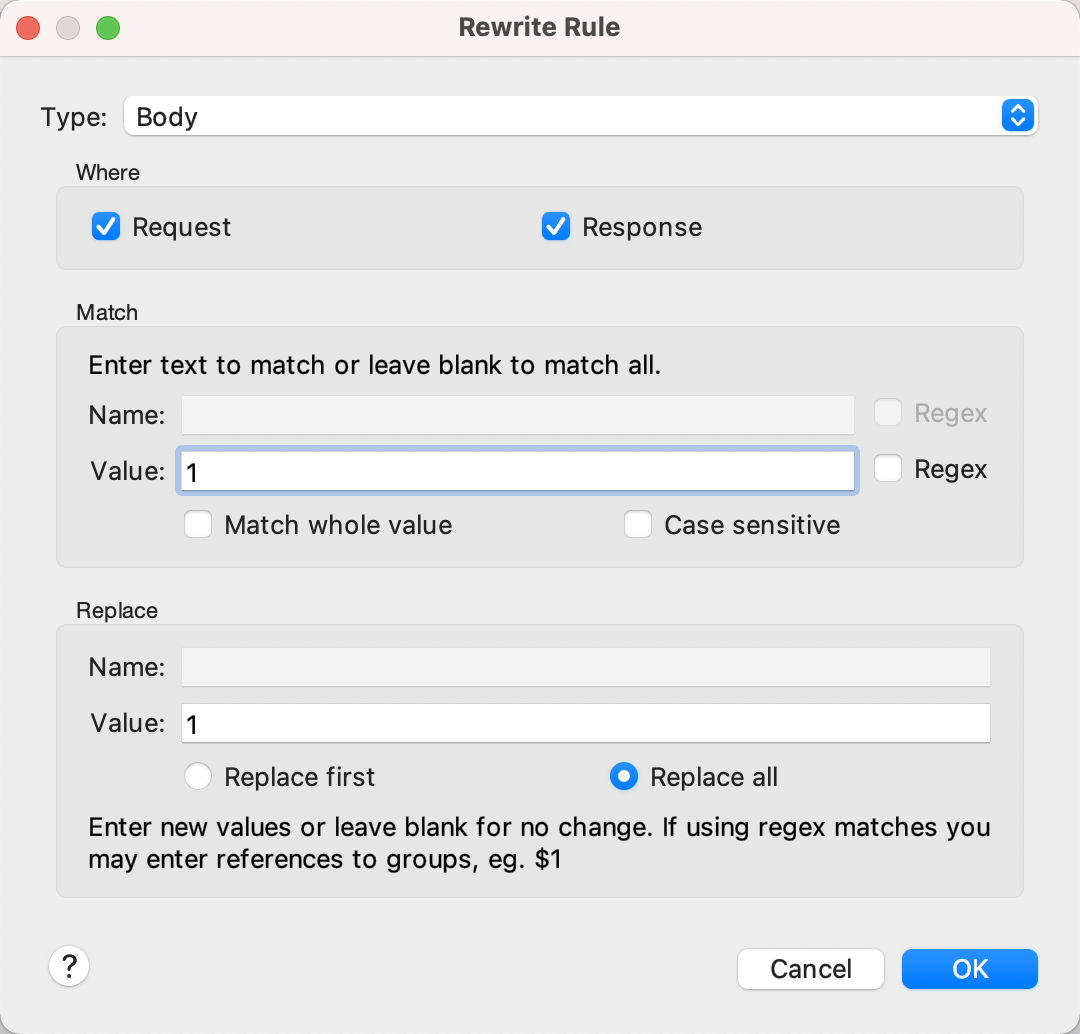 Rewrite Rule
Type: Body
Where
Request Response
Match
Enter text to match or leave blank to match all.
Name: Regex
Value: 1 Regex
Match whole value Case sensitive
Replace
Name:
Value: 1
Replace first Replace all
Enter new values or leave blank for no change. If using regex matches you
may enter references to groups, eg. $1
? Cancel OK